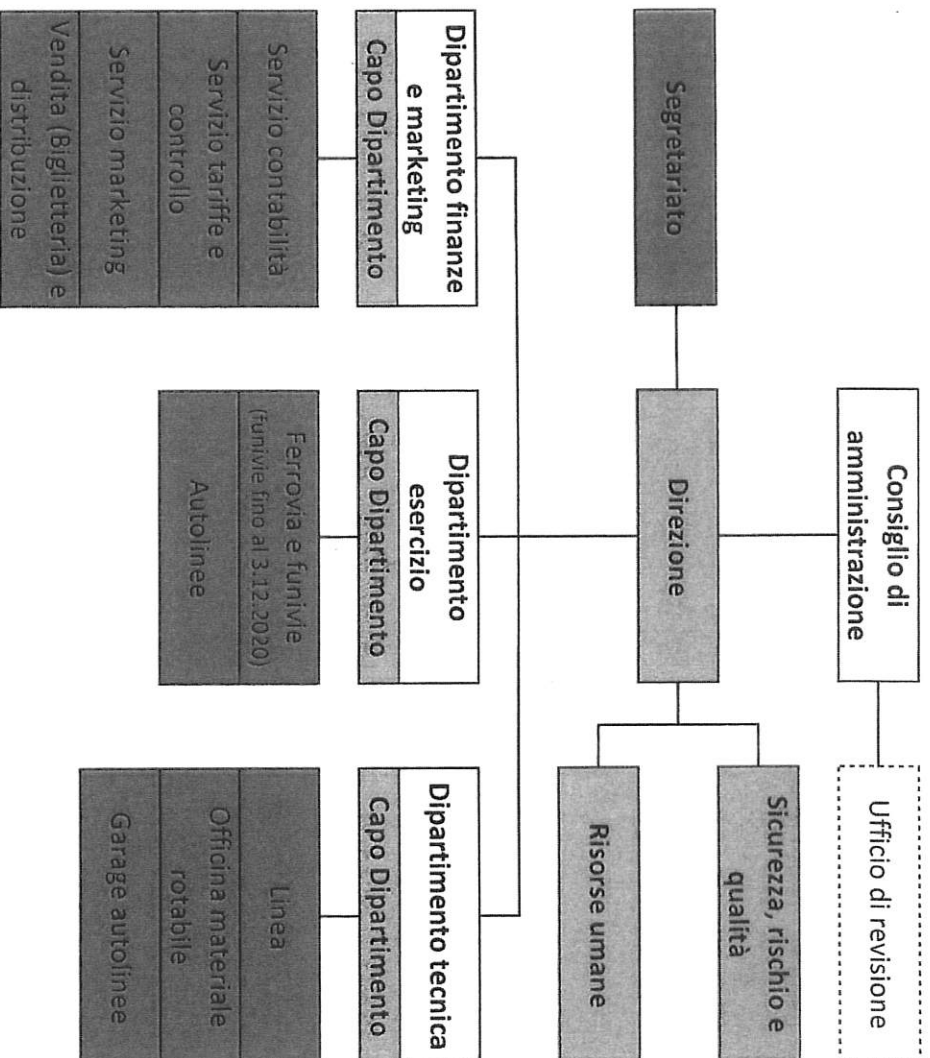 Consiglio di
amministrazione
Ufficio di revisione
Segretariato
Direzione
Sicurezza, rischio e
qualità
Risorse umane
Dipartimento finanze
e marketing
Capo Dipartimento
Servizio contabilità
Servizio tariffe e
controllo
Servizio marketing
Vendita (Biglietteria) e
distribuzione
Dipartimento
esercizio
Capo Dipartimento
Ferrovia e funivie
(funivie fino al 3.12.2020)
Autolinee
Dipartimento tecnica
Capo Dipartimento
Linea
Officina materiale
rotabile
Garage autolinee